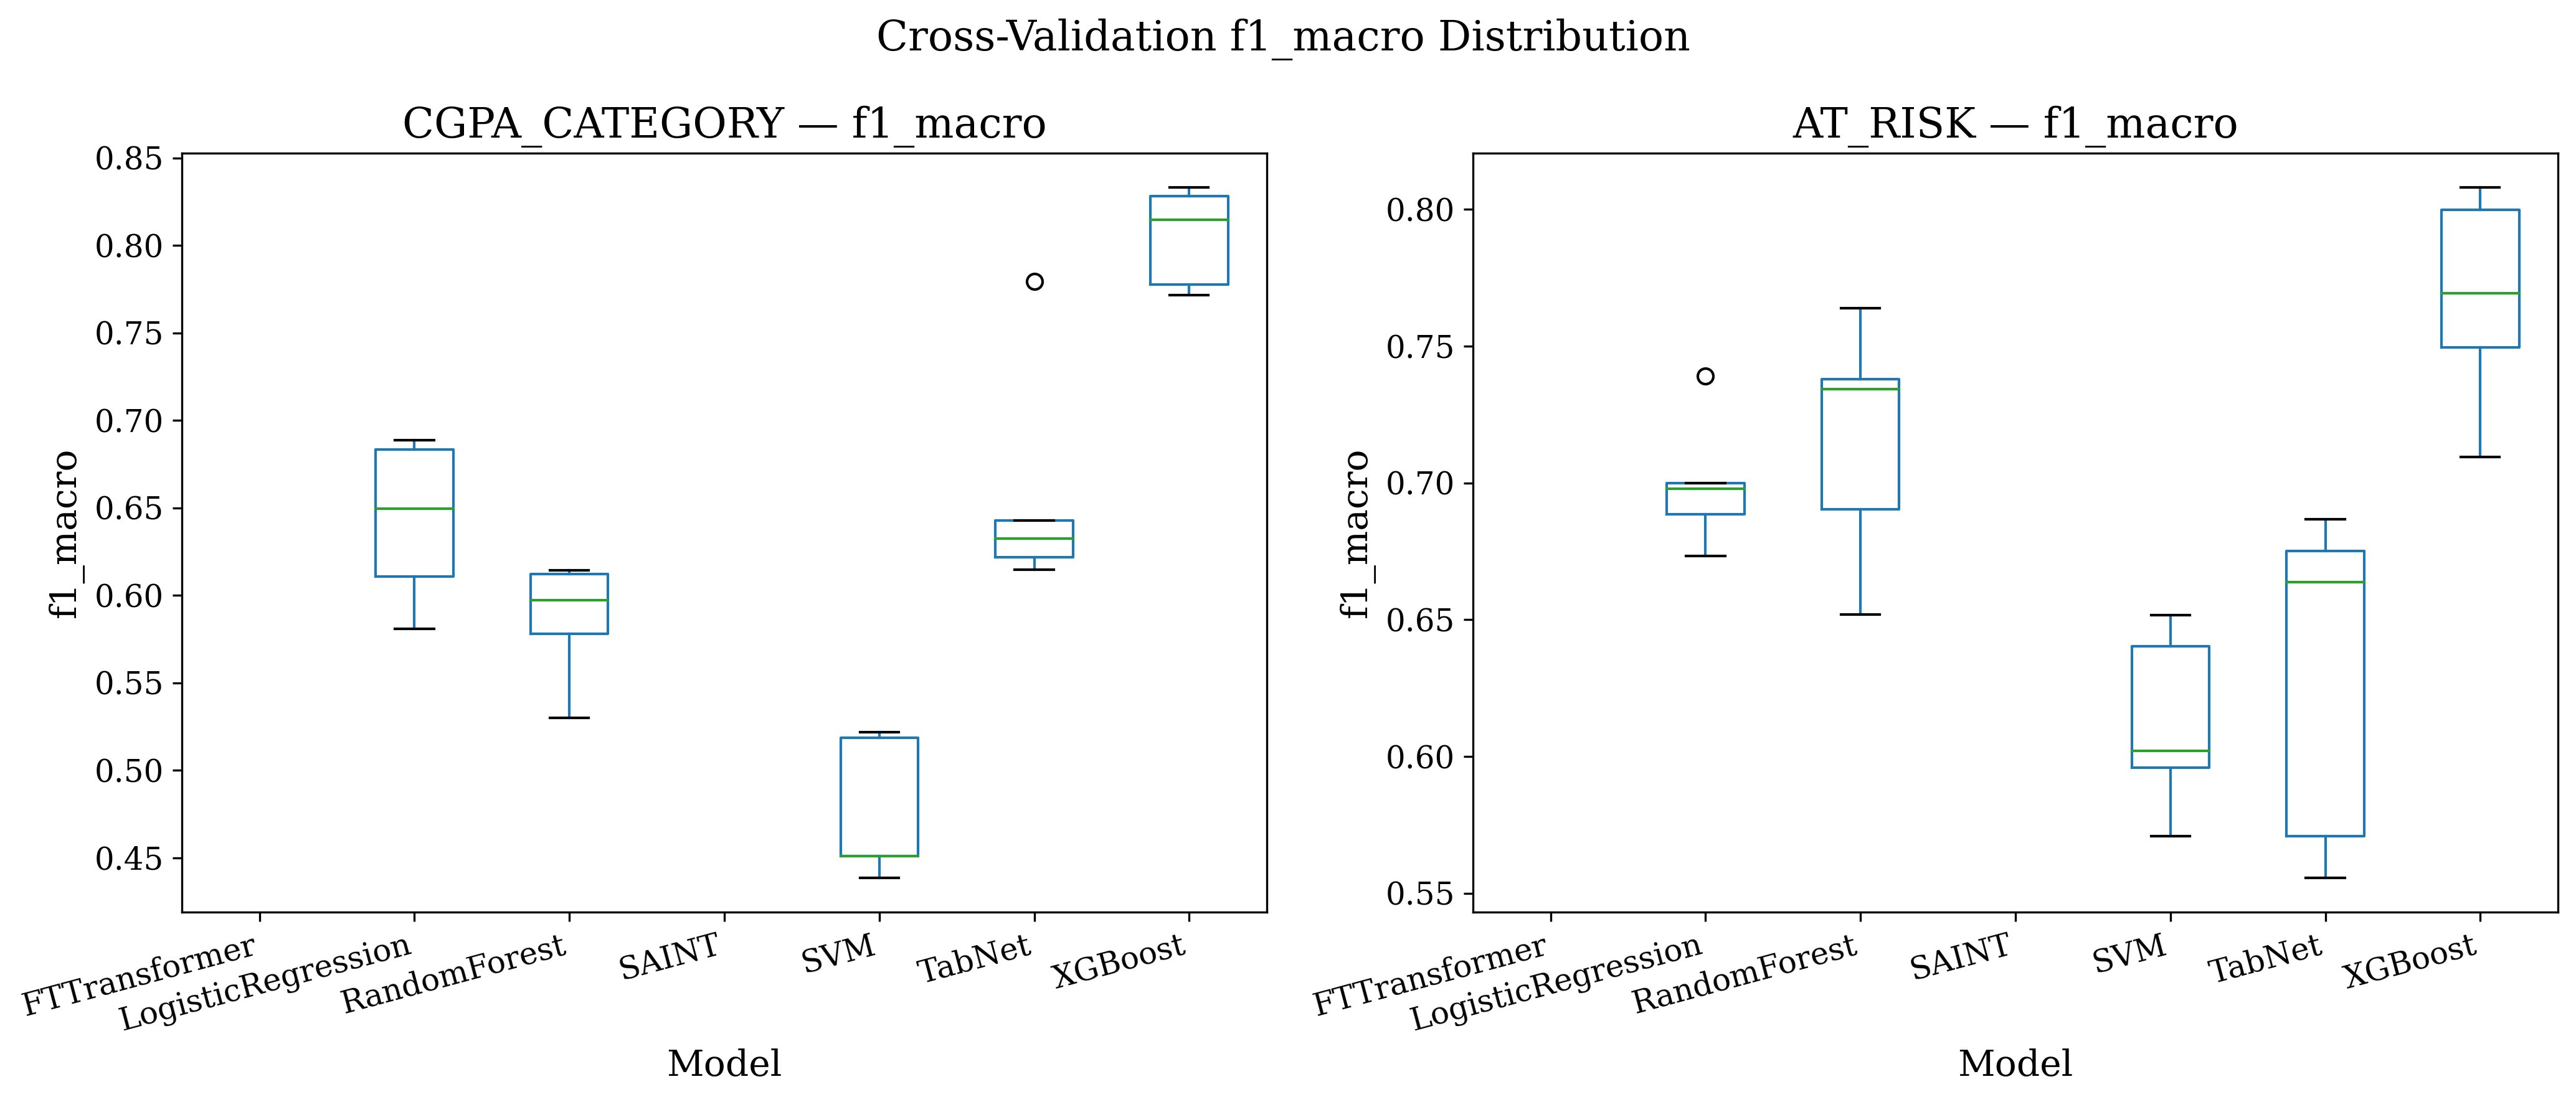 Cross-Validation f1_macro Distribution
CGPA_CATEGORY — f1_macro
0.85
0.80
0.75
0.70
0.65
0.60
0.55
0.50
0.45
f1_macro
FTTransformer
LogisticRegression
RandomForest
SAINT
SVM
TabNet
XGBoost
Model
AT_RISK — f1_macro
0.80
0.75
0.70
0.65
0.60
0.55
f1_macro
FTTransformer
LogisticRegression
RandomForest
SAINT
SVM
TabNet
XGBoost
Model